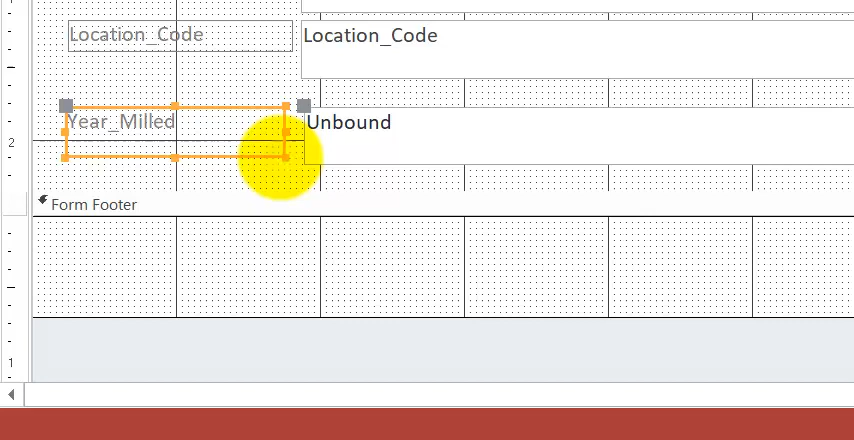 Location_Code Location_Code
Year_Milled Unbound
2
Form Footer
1